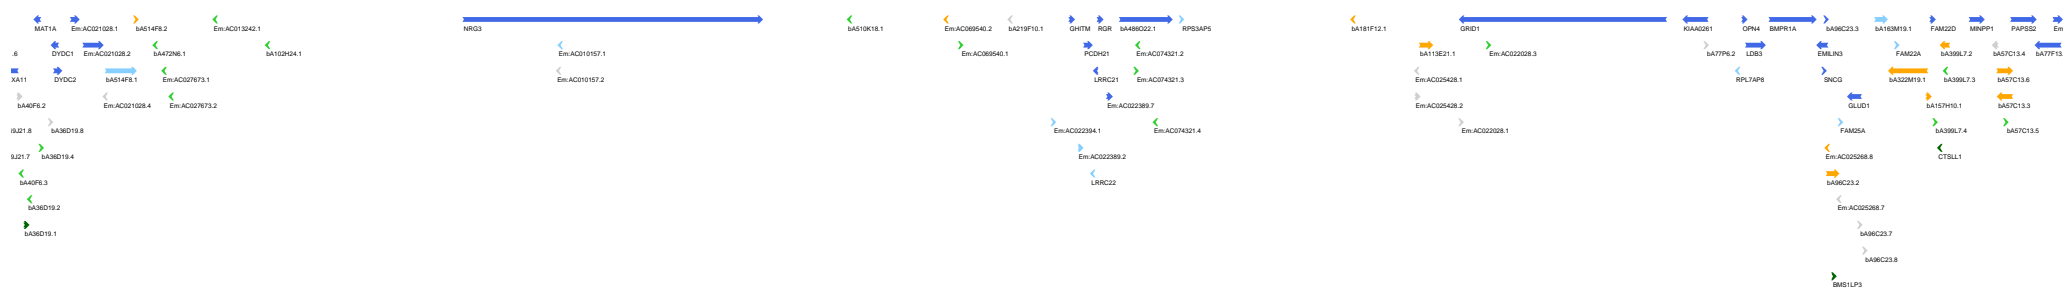 MAT1A Em:AC021028.1 bA514F8.2 Em:AC013242.1 NRG3 bA510K18.1 Em:AC069540.2 bA219F10.1 GHITM RGR bA486O22.1 RPS3AP5 bA181F12.1 GRID1 KIAA0261 OPN4 BMPR1A bA96C23.3 bA163M19.1 FAM22D MINPP1 PAPSS2 Em
.6 DYDC1 Em:AC021028.2 bA472N6.1 bA102H24.1 Em:AC010157.1 Em:AC069540.1 PCDH21 Em:AC074321.2 bA113E21.1 Em:AC022028.3 bA77P6.2 LDB3 EMILIN3 FAM22A bA399L7.2 bA57C13.4 bA77F13.
XA11 DYDC2 bA514F8.1 Em:AC027673.1 Em:AC010157.2 LRRC21 Em:AC074321.3 Em:AC025428.1 RPL7AP8 SNCG bA322M19.1 bA399L7.3 bA57C13.6
bA40F6.2 Em:AC021028.4 Em:AC027673.2 Em:AC022389.7 Em:AC025428.2 GLUD1 bA157H10.1 bA57C13.3
9J21.8 bA36D19.8 Em:AC022394.1 Em:AC074321.4 Em:AC022028.1 FAM25A bA399L7.4 bA57C13.5
9J21.7 bA36D19.4 Em:AC022389.2 Em:AC025268.8 CTSLL1
bA40F6.3 LRRC22 bA96C23.2
bA36D19.2 Em:AC025268.7
bA36D19.1 bA96C23.7
bA96C23.8
BMS1LP3